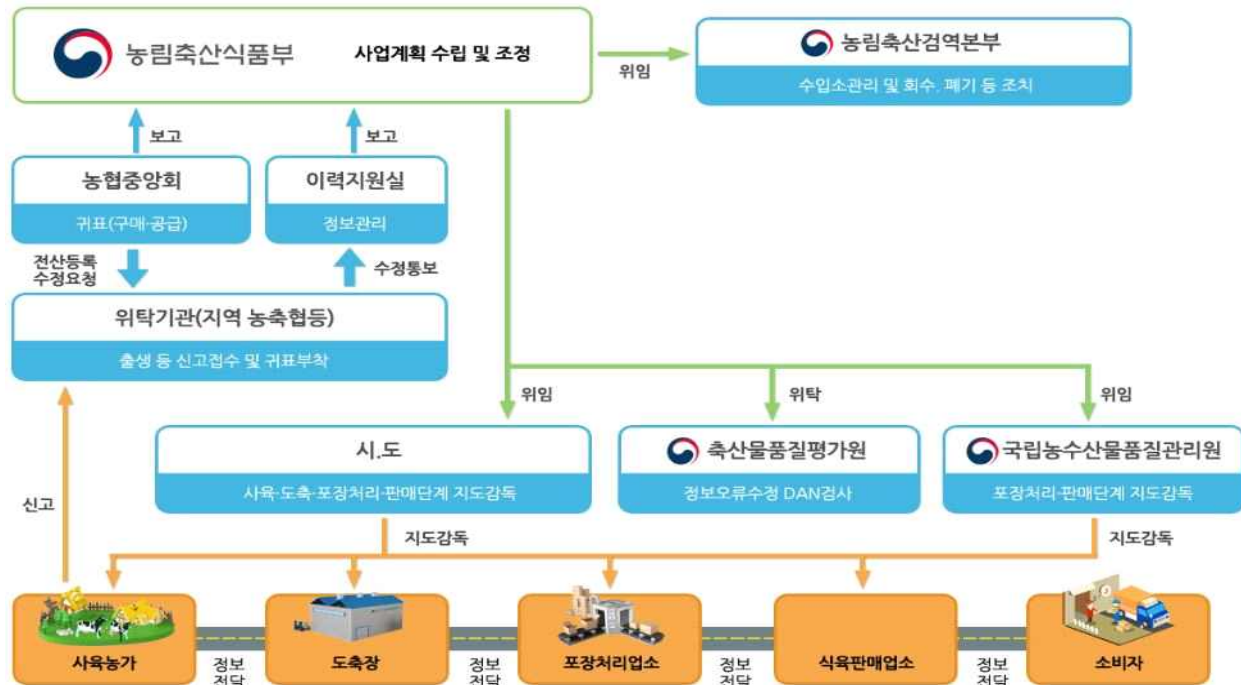 농림축산식품부
사업계획 수립 및 조정
위임
농림축산검역본부
수입소관리 및 회수. 폐기 등 조치
보고
보고
농협중앙회
귀표(구매·공급)
이력지원실
정보관리
전산등록
수정요청
수정통보
위탁기관(지역 농축협등)
출생 등 신고접수 및 귀표부착
위임
위탁
위임
시.도
사육·도축·포장처리·판매단계 지도감독
축산물품질평가원
정보오류수정 DAN검사
국립농수산물품질관리원
포장처리·판매단계 지도감독
신고
지도감독
지도감독
사육농가
정보
전달
도축장
정보
전달
포장처리업소
정보
전달
식육판매업소
정보
전달
소비자